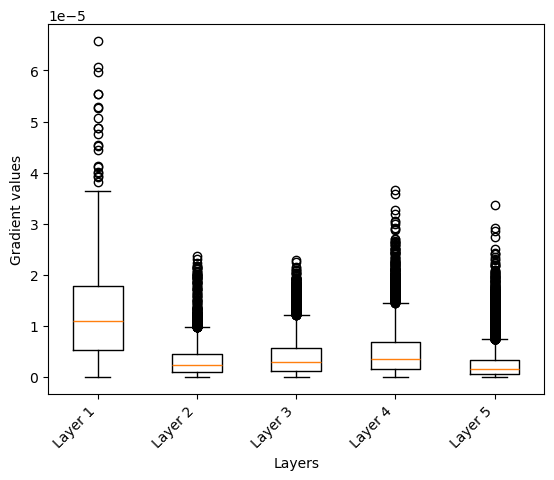 1e−5
6
5
4
3
2
1
0
Gradient values
Layer 1
Layer 2
Layer 3
Layer 4
Layer 5
Layers